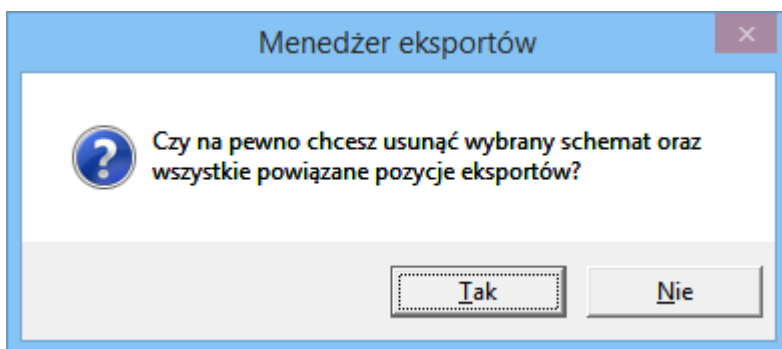 Menedżer eksportów
Czy na pewno chcesz usunąć wybrany schemat oraz
wszystkie powiązane pozycje eksportów?
Tak
Nie